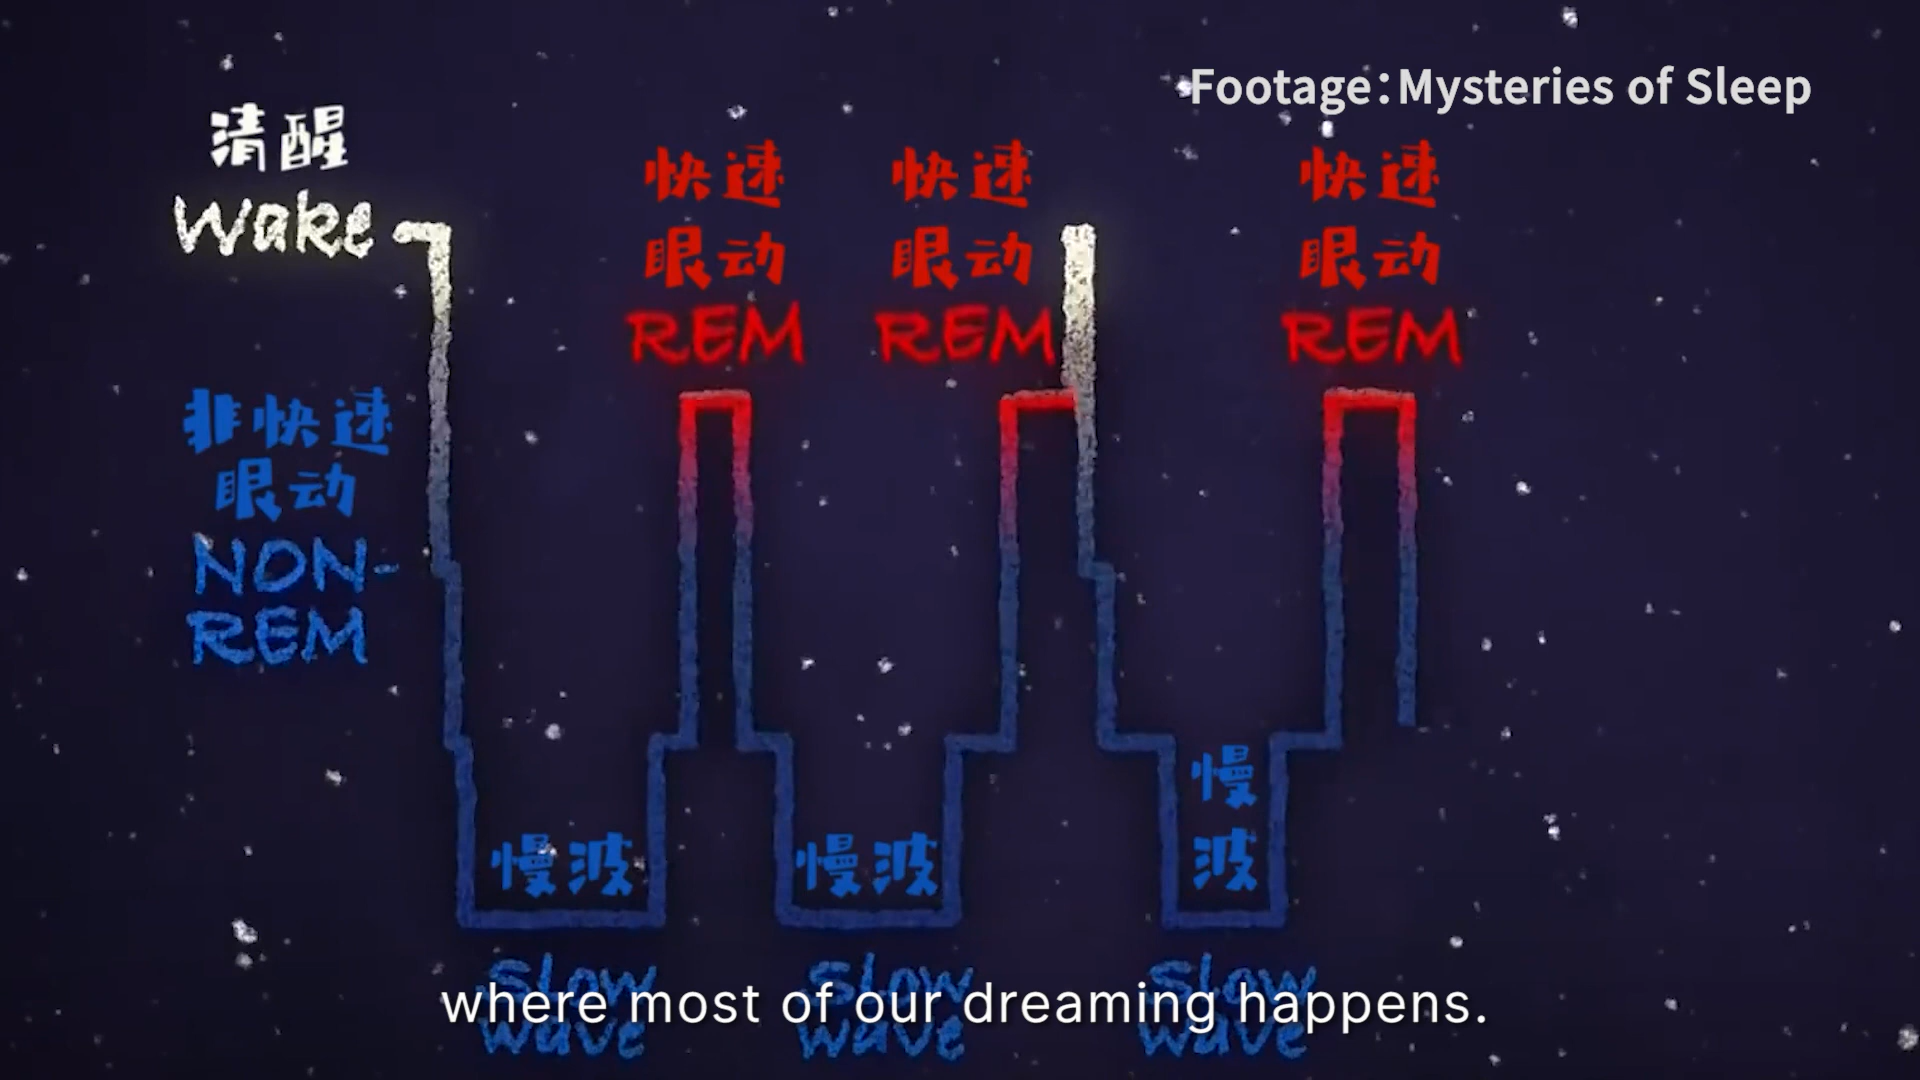 Footage:Mysteries of Sleep
清醒
Wake
快速
眼动
REM
快速
眼动
REM
快速
眼动
REM
非快速
眼动
NON-
REM
慢波
慢波
慢
波
slow
wave
slow
wave
slow
wave
where most of our dreaming happens.